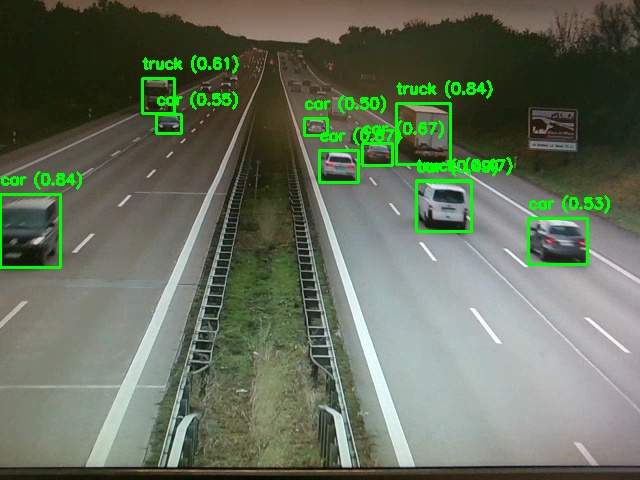 truck (0.61)
car (0.55)
truck (0.84)
car (0.50)
car (0.67)
car (0.84)
car (0.53)